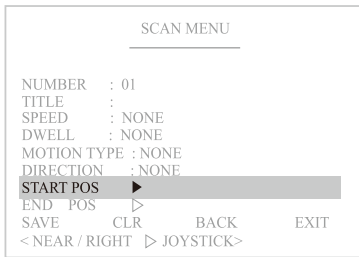 SCAN MENU
NUMBER : 01
TITLE :
SPEED : NONE
DWELL : NONE
MOTION TYPE : NONE
DIRECTION : NONE
START POS ▶
END POS ▷
SAVE CLR BACK EXIT
< NEAR / RIGHT ▷ JOYSTICK>